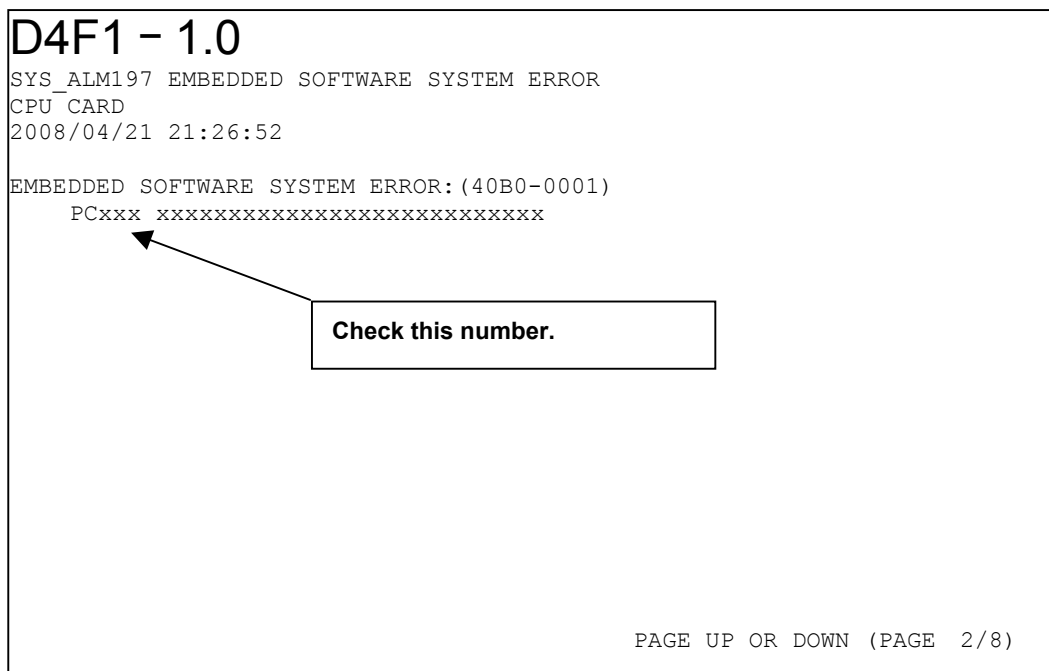 D4F1 − 1.0
SYS_ALM197 EMBEDDED SOFTWARE SYSTEM ERROR
CPU CARD
2008/04/21 21:26:52
EMBEDDED SOFTWARE SYSTEM ERROR:(40B0-0001)
PCxxx xxxxxxxxxxxxxxxxxxxxxxxxxxx
Check this number.
PAGE UP OR DOWN (PAGE 2/8)